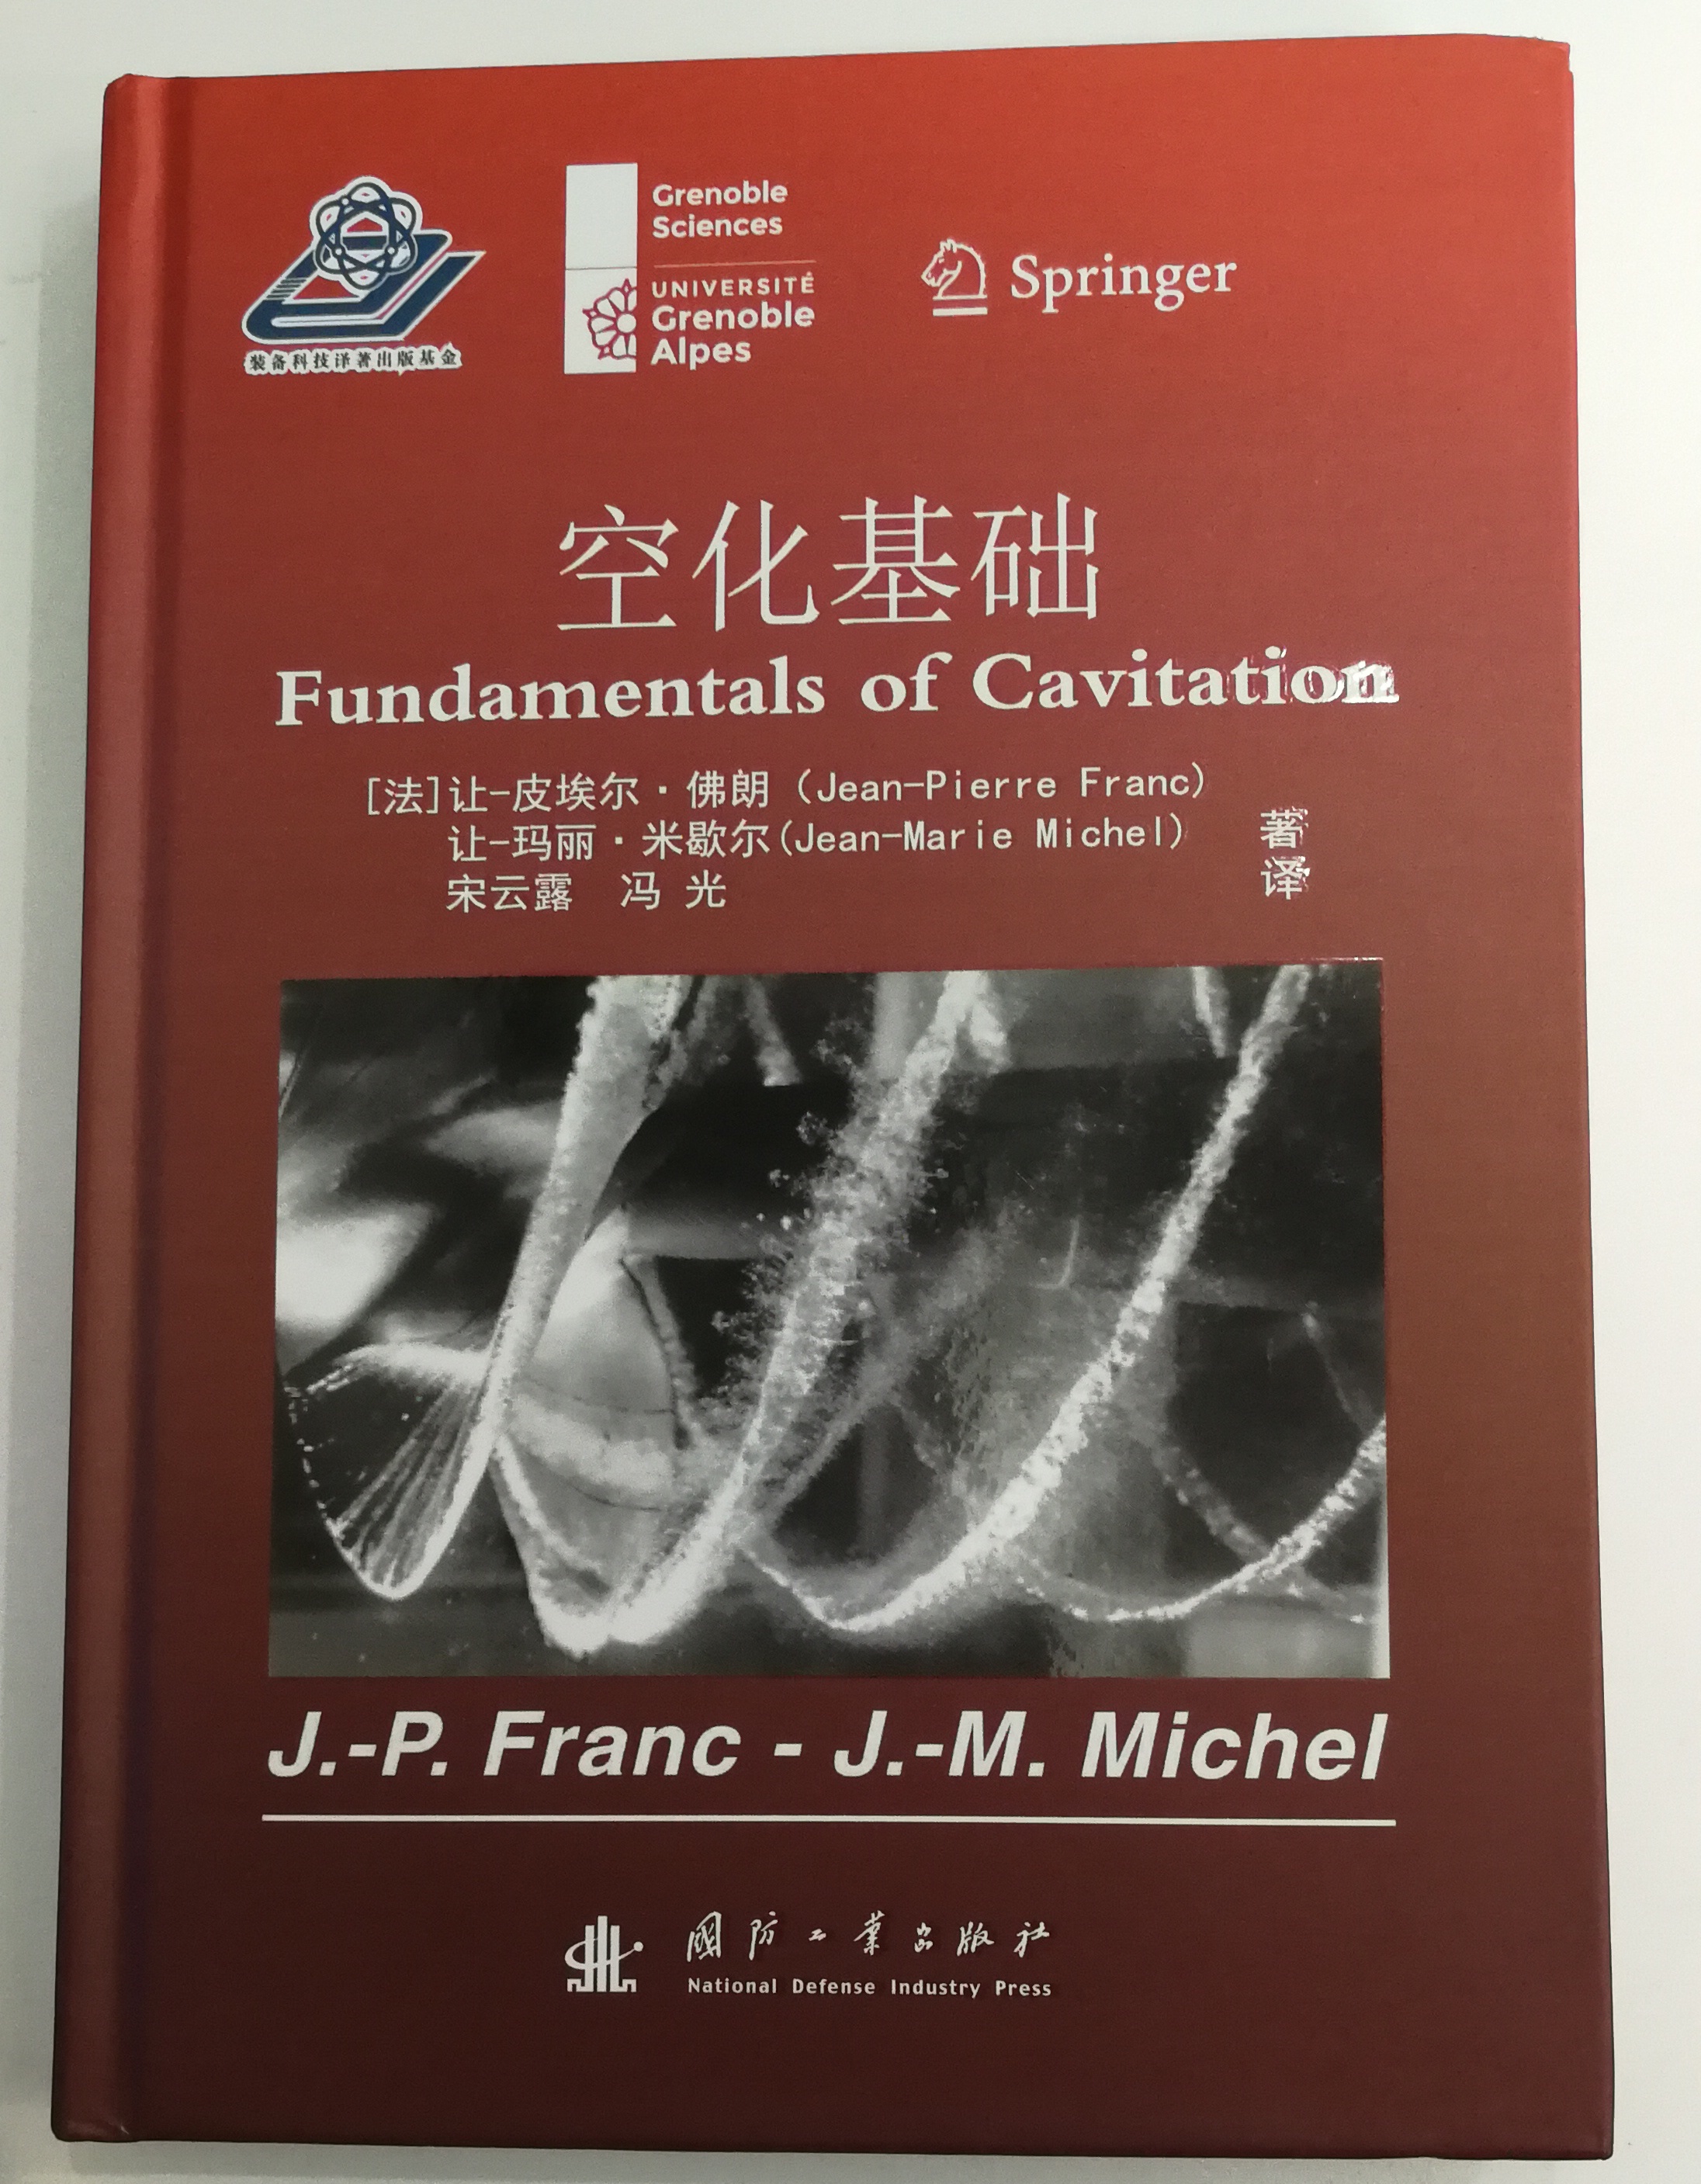 装备科技译著出版基金
Grenoble
Sciences
UNIVERSITÉ
Grenoble
Alpes
Springer
空化基础
Fundamentals of Cavitation
[法]让-皮埃尔·佛朗 (Jean-Pierre Franc)
让-玛丽·米歇尔(Jean-Marie Michel) 著
宋云露 冯 光 译
J.-P. Franc - J.-M. Michel
國防工業出版社
National Defense Industry Press